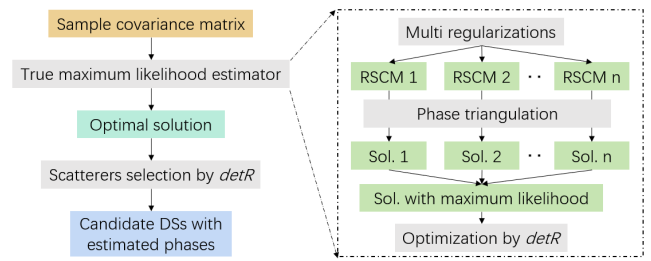 Sample covariance matrix
True maximum likelihood estimator
Optimal solution
Scatterers selection by detR
Candidate DSs with
estimated phases
Multi regularizations
RSCM 1
RSCM 2
··
RSCM n
Phase triangulation
Sol. 1
Sol. 2
··
Sol. n
Sol. with maximum likelihood
Optimization by detR